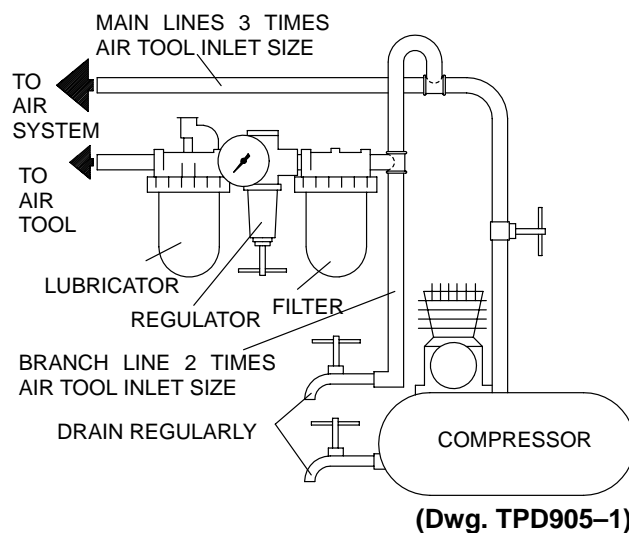 MAIN LINES 3 TIMES
AIR TOOL INLET SIZE
TO
AIR
SYSTEM
TO
AIR
TOOL
LUBRICATOR
REGULATOR
FILTER
BRANCH LINE 2 TIMES
AIR TOOL INLET SIZE
DRAIN REGULARLY
COMPRESSOR
(Dwg. TPD905–1)